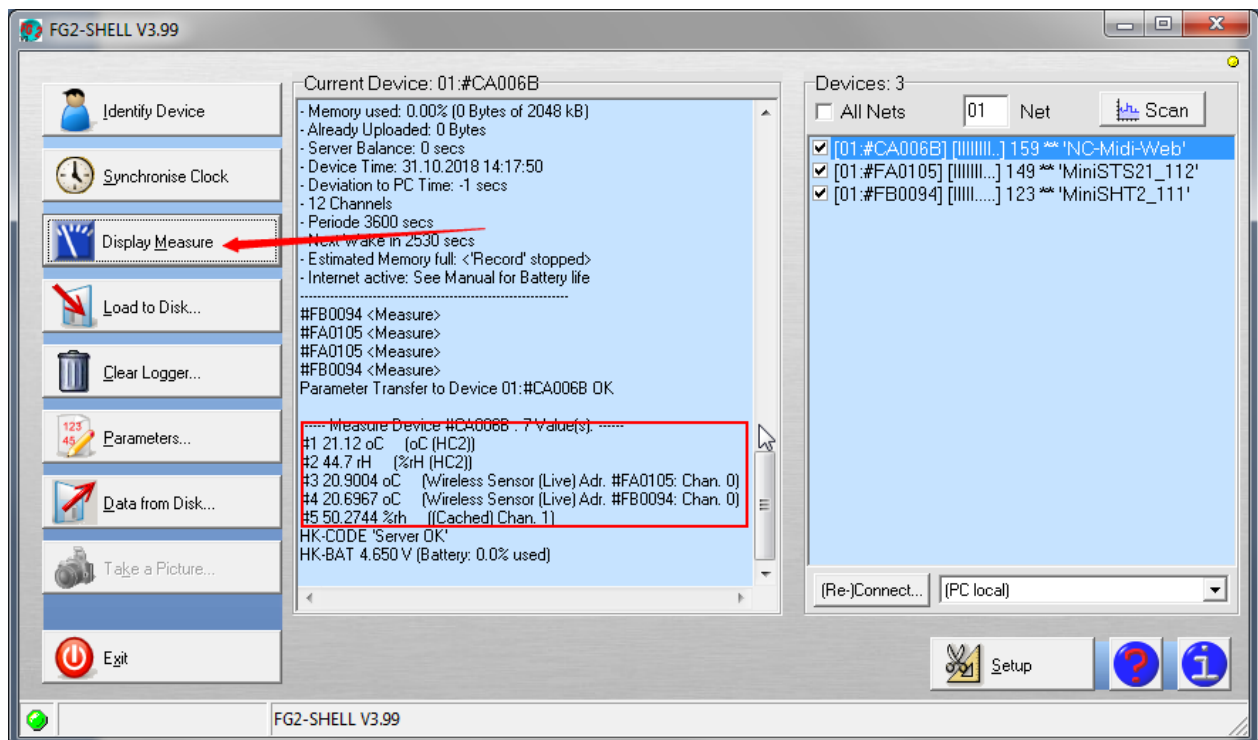 FG2-SHELL V3.99
Identify Device
Synchronise Clock
Display Measure
Load to Disk...
Clear Logger...
123
45
Parameters...
Data from Disk...
Take a Picture...
Exit
Current Device: 01:#CA006B
- Memory used: 0.00% (0 Bytes of 2048 kB)
- Already Uploaded: 0 Bytes
- Server Balance: 0 secs
- Device Time: 31.10.2018 14:17:50
- Deviation to PC Time: -1 secs
- 12 Channels
- Periode 3600 secs
- Next Wake in 2530 secs
- Estimated Memory full: <'Record' stopped>
- Internet active: See Manual for Battery life
#FB0094 <Measure>
#FA0105 <Measure>
#FA0105 <Measure>
#FB0094 <Measure>
Parameter Transfer to Device 01:#CA006B OK
----- Measure Device #CA006B : 7 Value(s): ------
#1 21.12 oC (oC (HC2))
#2 44.7 rH (%rH (HC2))
#3 20.9004 oC (Wireless Sensor (Live) Adr. #FA0105: Chan. 0)
#4 20.6967 oC (Wireless Sensor (Live) Adr. #FB0094: Chan. 0)
#5 50.2744 %rh ((Cached) Chan. 1)
HK-CODE 'Server OK'
HK-BAT 4.650 V (Battery: 0.0% used)
Devices: 3
All Nets 01 Net Scan
[01:#CA006B] [IIIIIIII..] 159 ** 'NC-Midi-Web'
[01:#FA0105] [IIIIIII...] 149 ** 'MiniSTS21_112'
[01:#FB0094] [IIIII.....] 123 ** 'MiniSHT2_111'
(Re-)Connect... (PC local)
Setup
?
i
FG2-SHELL V3.99